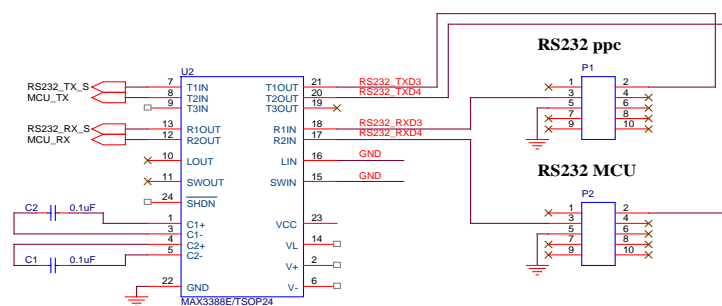 RS232 ppc
U2
P1
RS232_TX_S 7 T1IN T1OUT 21 RS232_TXD3 1 2
MCU_TX 8 T2IN T2OUT 20 RS232_TXD4 3 4
9 T3IN T3OUT 19 5 6
7 8
RS232_RX_S 13 R1OUT R1IN 18 RS232_RXD3 9 10
MCU_RX 12 R2OUT R2IN 17 RS232_RXD4
10 LOUT LIN 16 GND
RS232 MCU
11 SWOUT SWIN 15 GND
P2
24 SHDN
C2 0.1uF 1 C1+ VCC 23 1 2
3 C1- 3 4
4 C2+ VL 14 5 6
C1 0.1uF 5 C2- 7 8
V+ 2 9 10
22 GND V- 6
MAX3388E/TSOP24